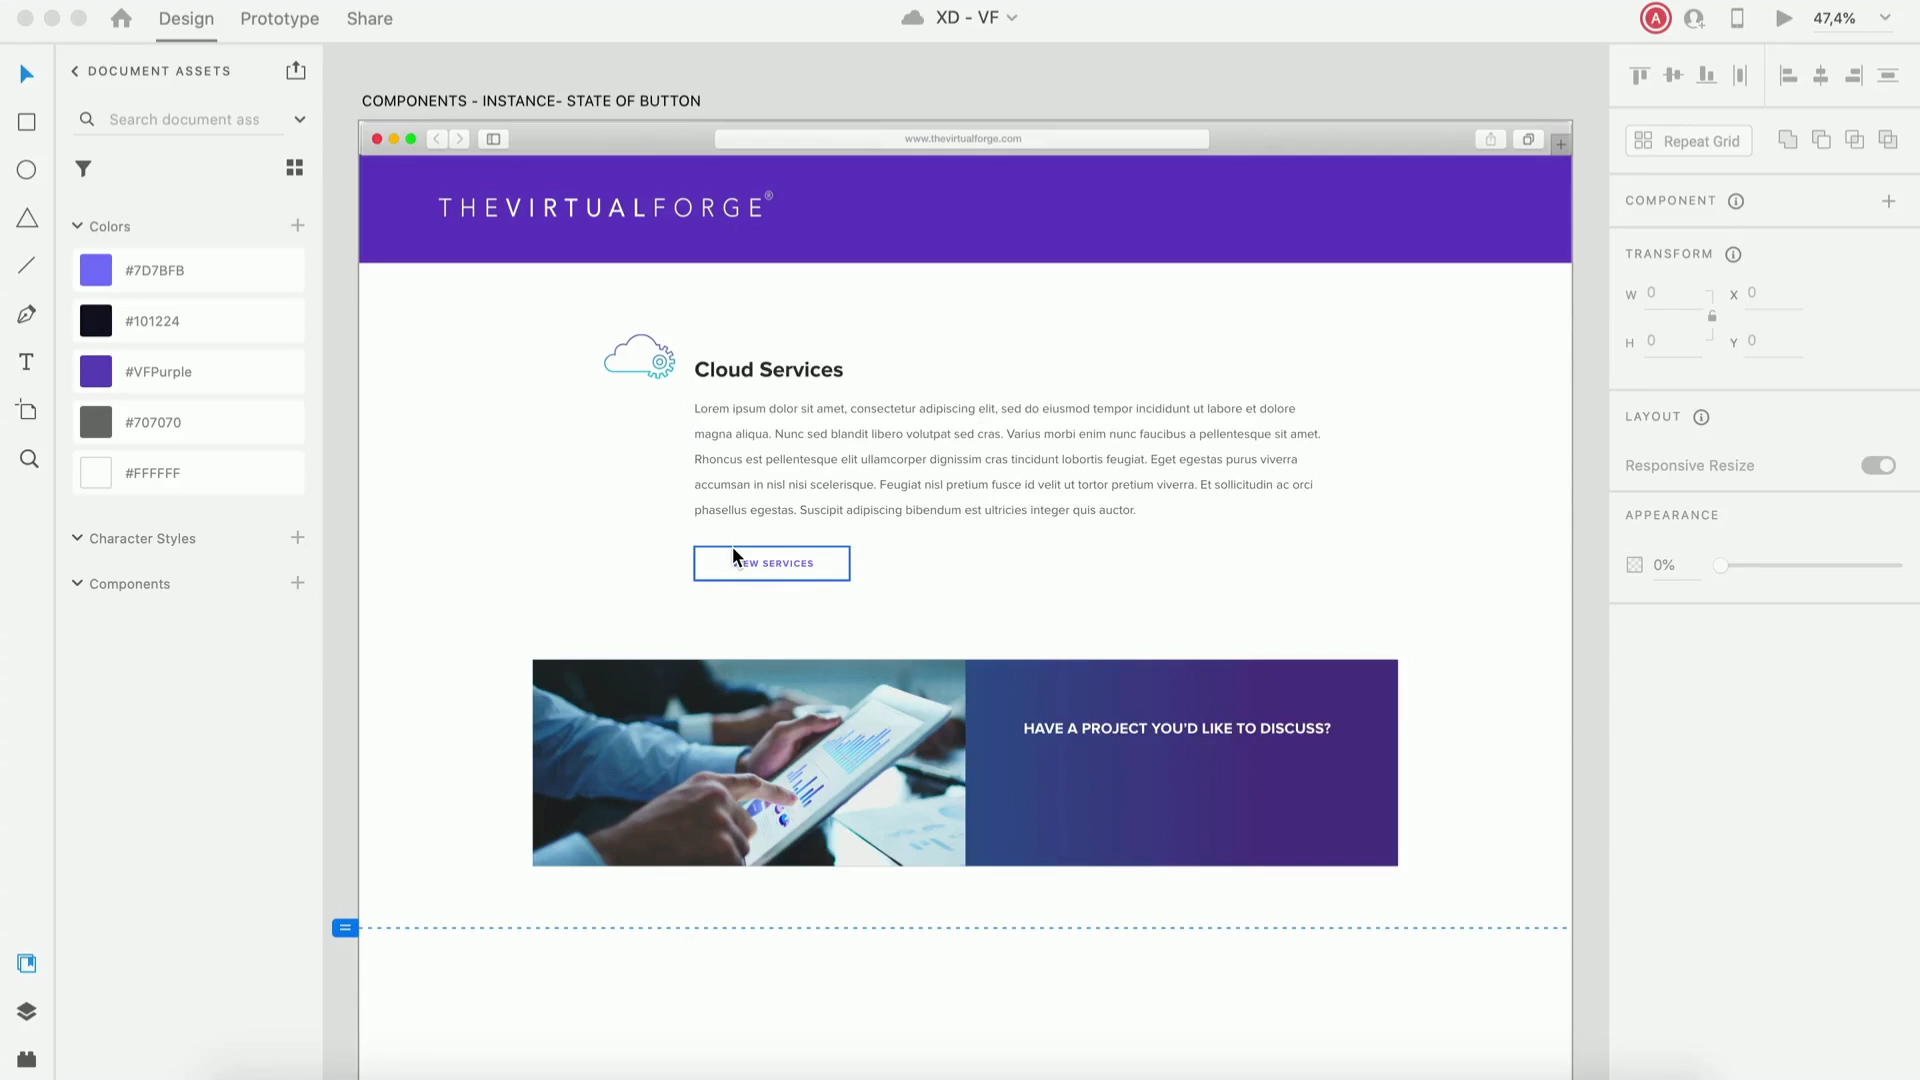 Design Prototype Share
XD - VF
A
47,4%
DOCUMENT ASSETS
Search document ass
Colors
#7D7BFB
#101224
#VFPurple
#707070
#FFFFFF
Character Styles
Components
COMPONENTS - INSTANCE- STATE OF BUTTON
www.thevirtualforge.com
THEVIRTUALFORGE®
Cloud Services
Lorem ipsum dolor sit amet, consectetur adipiscing elit, sed do eiusmod tempor incididunt ut labore et dolore
magna aliqua. Nunc sed blandit libero volutpat sed cras. Varius morbi enim nunc faucibus a pellentesque sit amet.
Rhoncus est pellentesque elit ullamcorper dignissim cras tincidunt lobortis feugiat. Eget egestas purus viverra
accumsan in nisl nisi scelerisque. Feugiat nisl pretium fusce id velit ut tortor pretium viverra. Et sollicitudin ac orci
phasellus egestas. Suscipit adipiscing bibendum est ultricies integer quis auctor.
SERVICES
HAVE A PROJECT YOU'D LIKE TO DISCUSS?
Repeat Grid
COMPONENT
TRANSFORM
W 0 X 0
H 0 Y 0
LAYOUT
Responsive Resize
APPEARANCE
0%